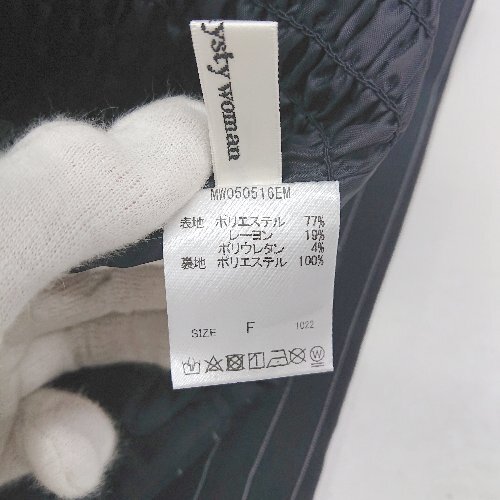 ysty woman
MW050516EM
表地 ポリエステル 77%
レーヨン 19%
ポリウレタン 4%
裏地 ポリエステル 100%
SIZE F 1022